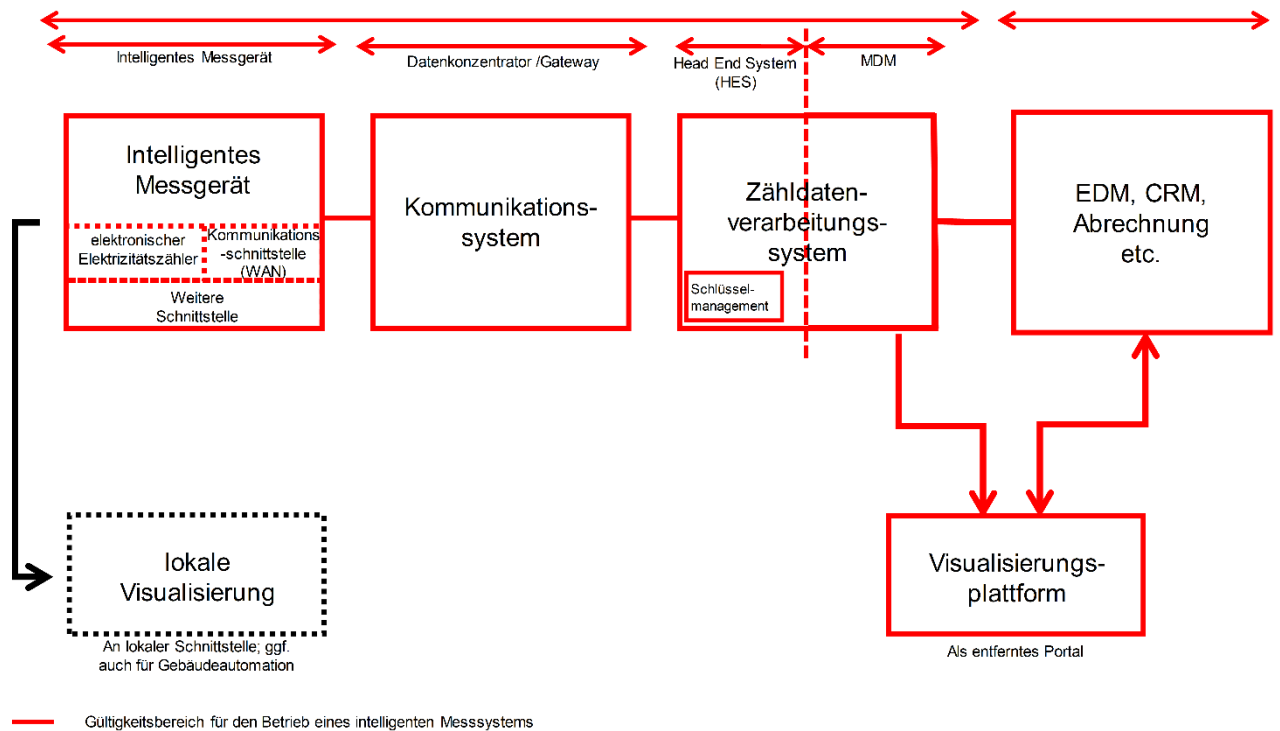 Intelligentes Messgerät
Datenkonzentrator /Gateway
Head End System
(HES)
MDM
Intelligentes
Messgerät
elektronischer
Elektrizitätszähler
Kommunikations
-schnittstelle
(WAN)
Weitere
Schnittstelle
Kommunikations-
system
Zähldaten-
verarbeitungs-
system
Schlüssel-
management
EDM, CRM,
Abrechnung
etc.
lokale
Visualisierung
An lokaler Schnittstelle; ggf.
auch für Gebäudeautomation
Visualisierungs-
plattform
Als entferntes Portal
Gültigkeitsbereich für den Betrieb eines intelligenten Messsystems